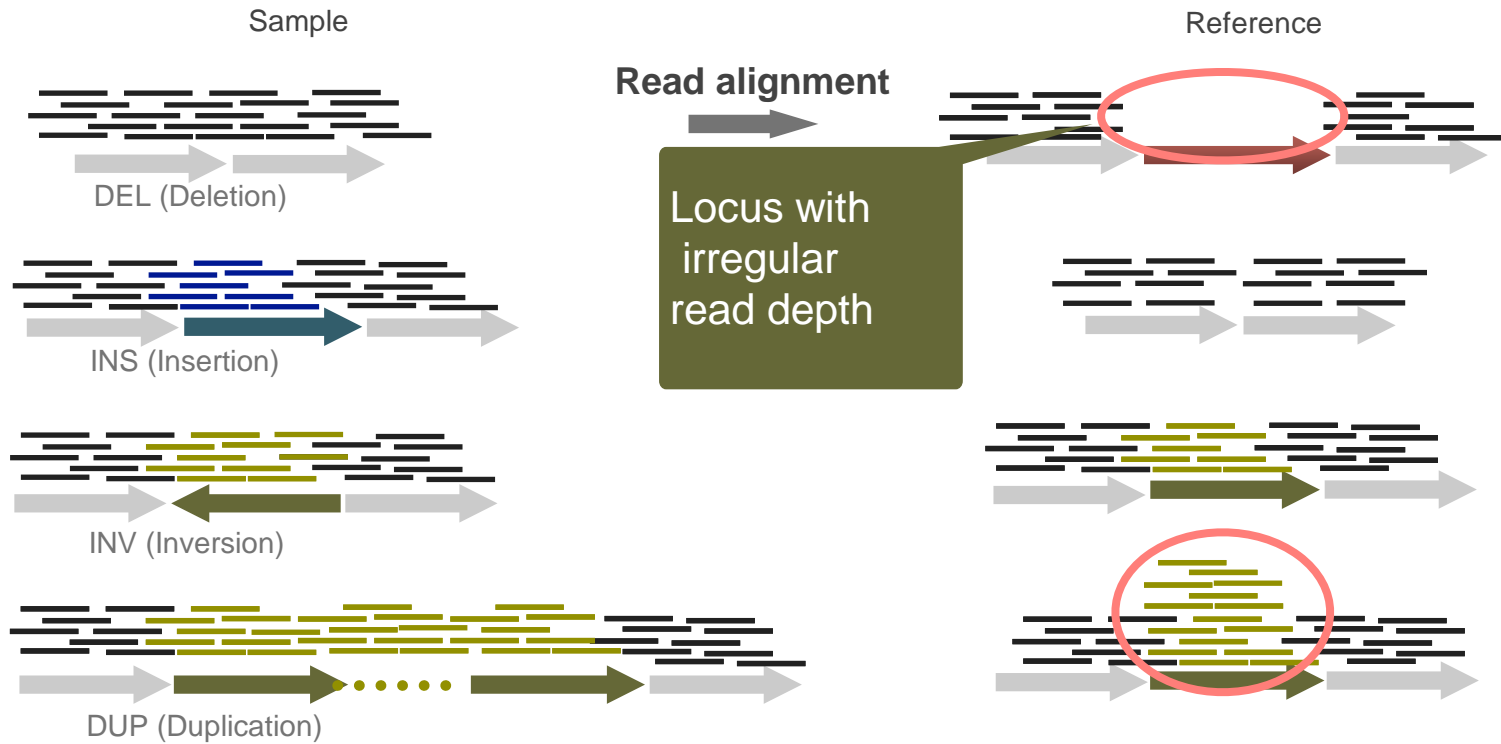 Sample
Reference
Read alignment
DEL (Deletion)
Locus with
irregular
read depth
INS (Insertion)
INV (Inversion)
DUP (Duplication)